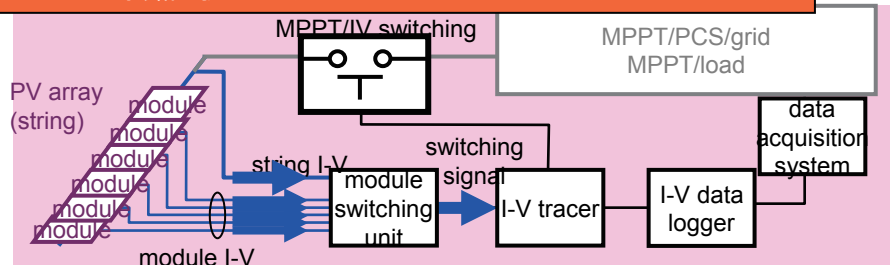 MPPT/IV switching
MPPT/PCS/grid
MPPT/load
PV array
(string)
module
module
module
module
module
module
string I-V
module I-V
module
switching
unit
switching
signal
I-V tracer
I-V data
logger
data
acquisition
system